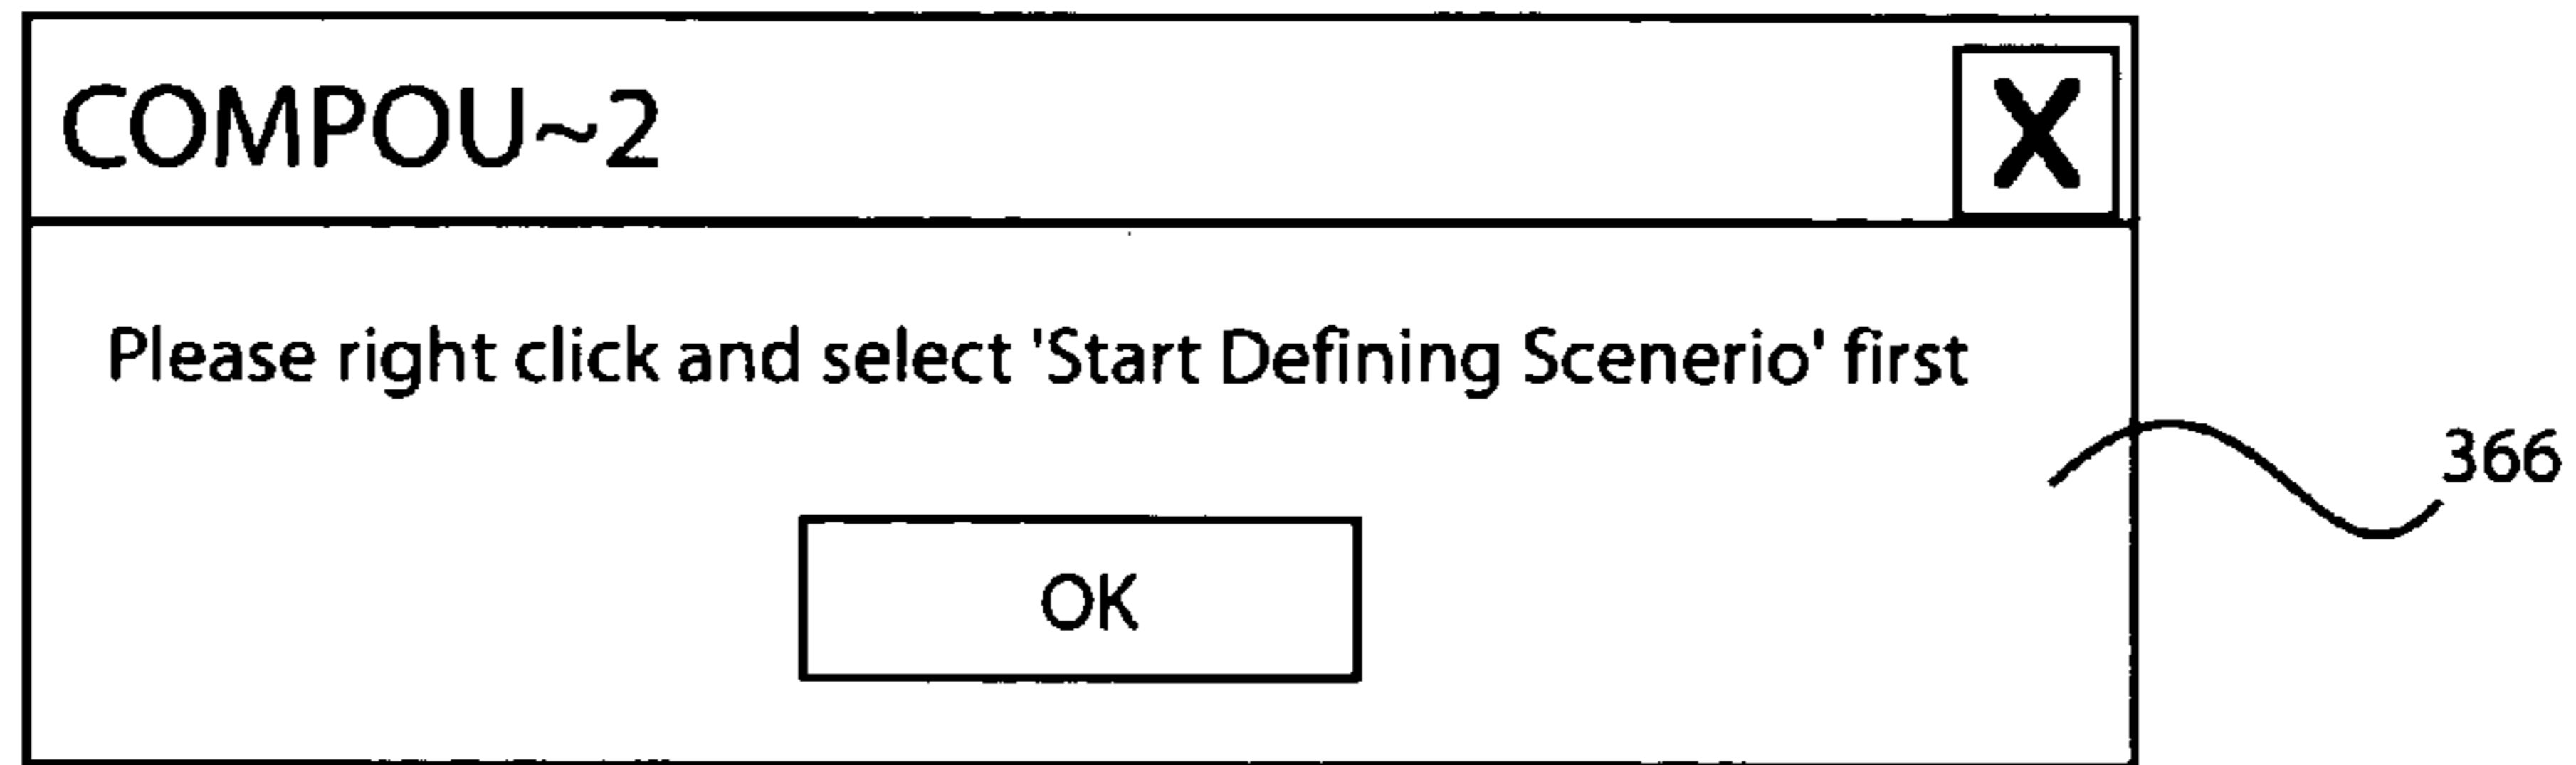 COMPOU~2
X
Please right click and select 'Start Defining Scenerio' first
366
OK